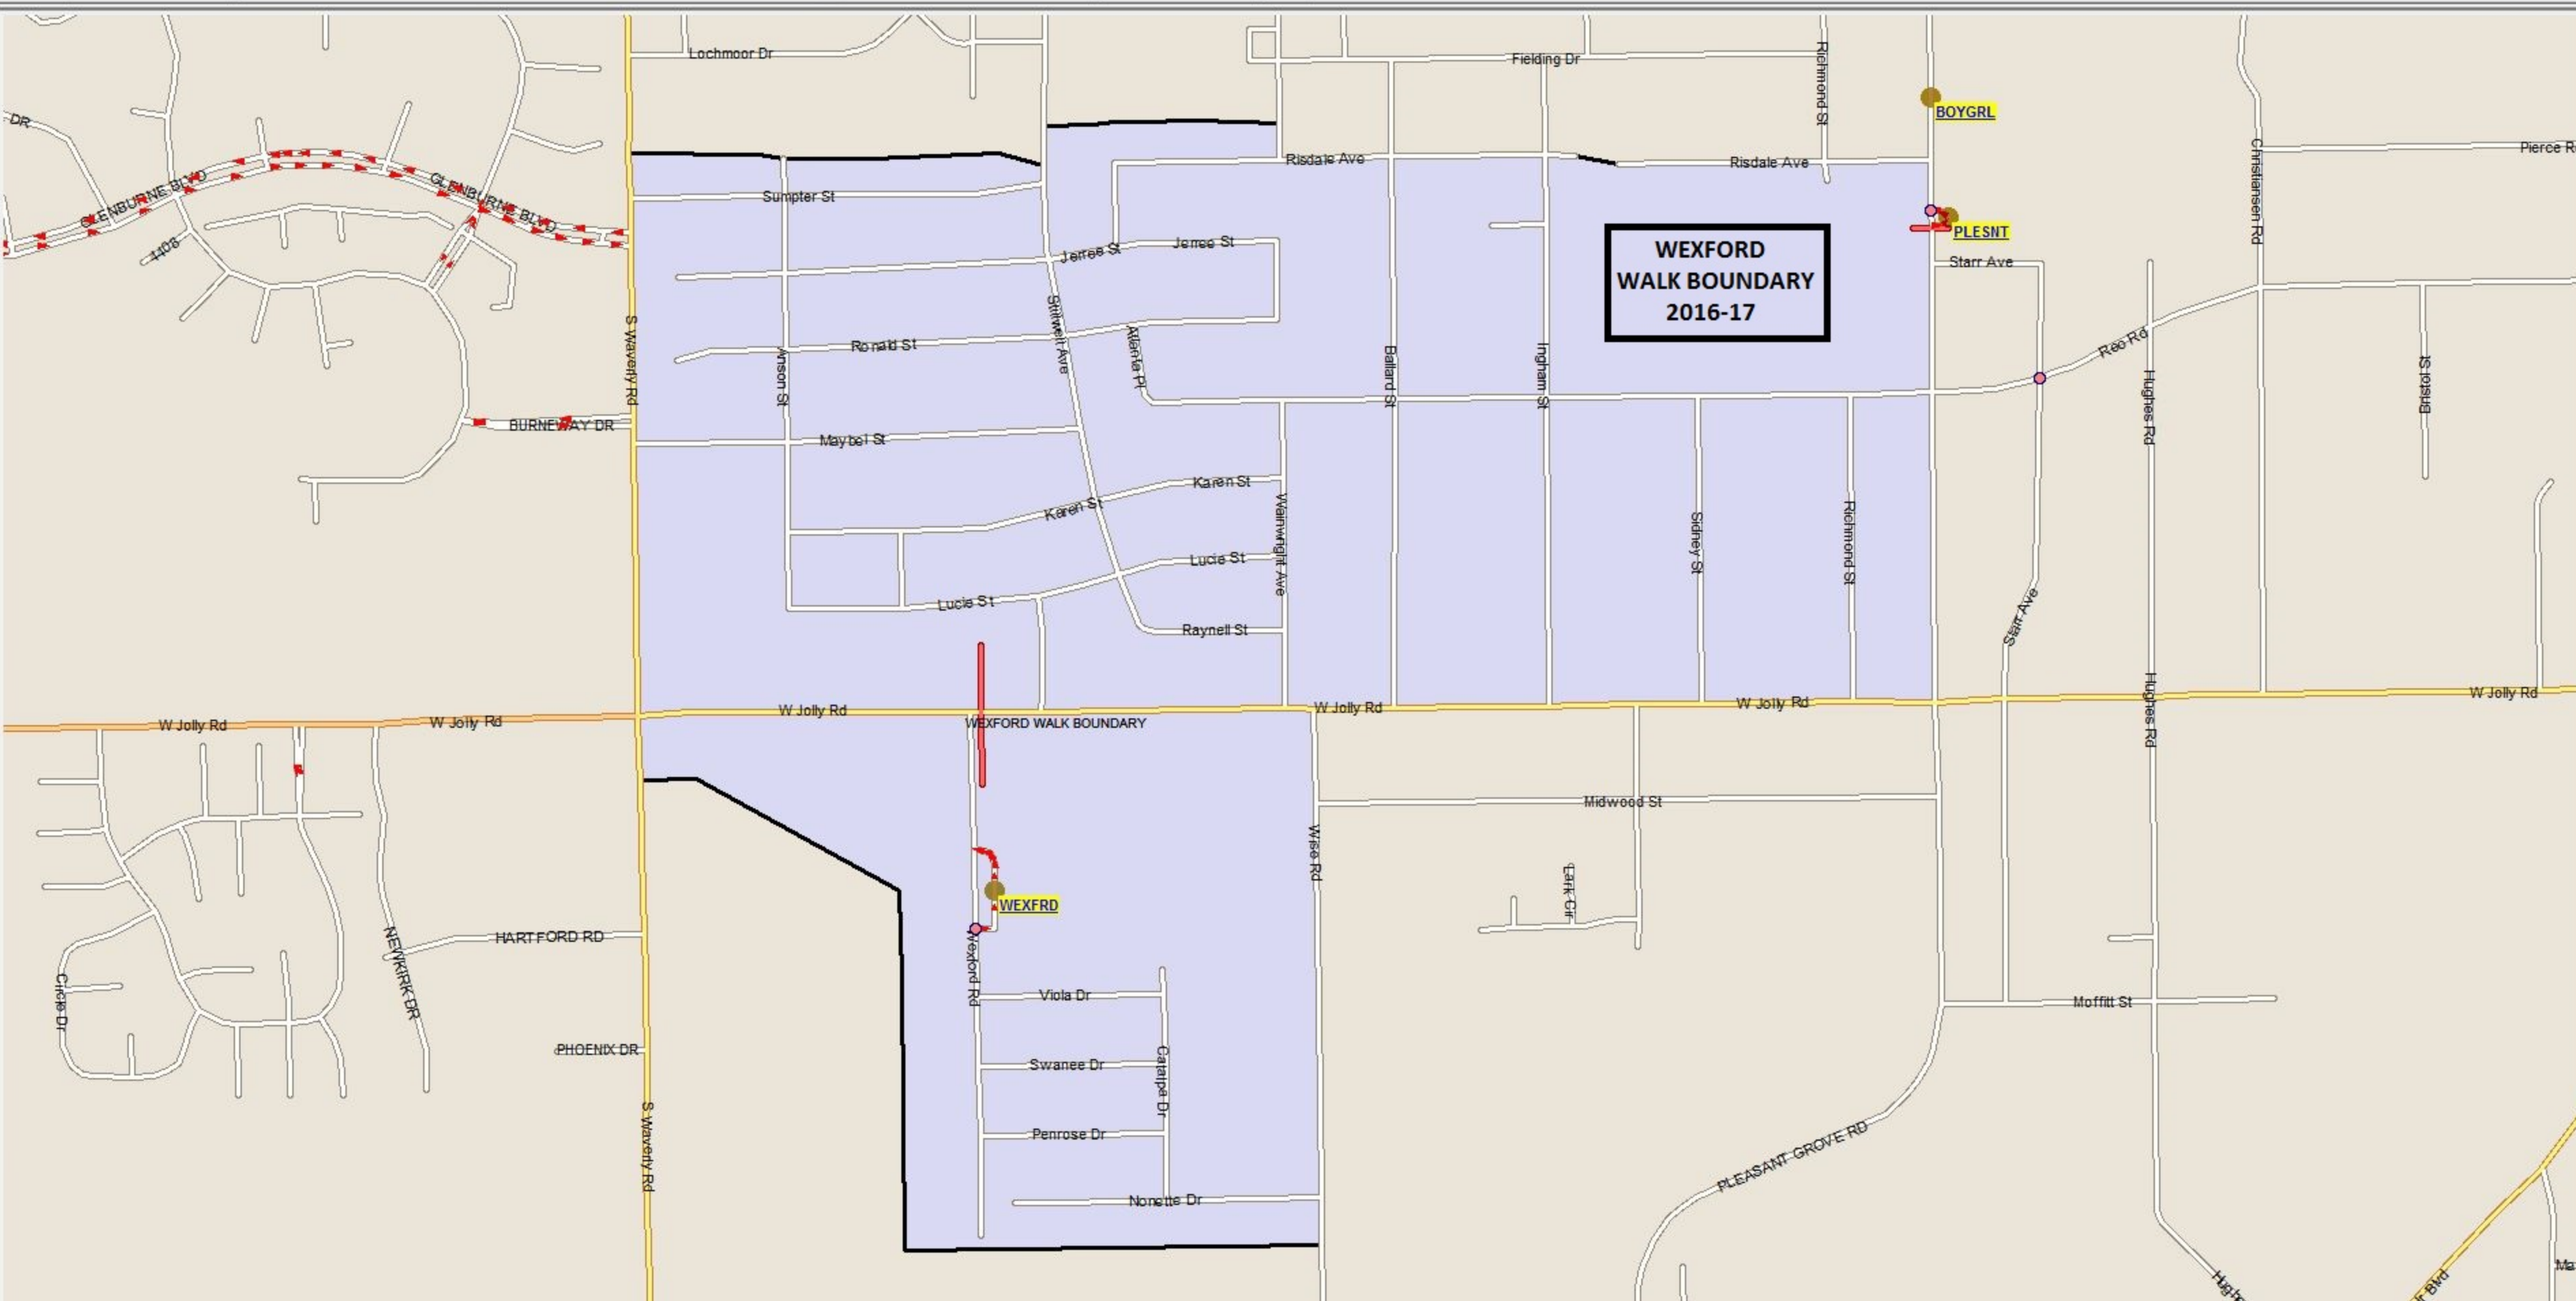 Lochmoor Dr
Fielding Dr
Richmond St
BOYGRL
DR
Christiansen Rd
Pierce R
Risdale Ave
Risdale Ave
GLENBURNE BLVD
GLENBURNE BLVD
Sumpter St
PLESNT
1408
Jerree St
Jerree St
WEXFORD
WALK BOUNDARY
2016-17
Starr Ave
S Waverly Rd
Stillwell Ave
Atlanta Pl
Ronald St
Anson St
Ballard St
Ingham St
Reo Rd
Hughes Rd
Bristol St
BURNEWAY DR
Maybel St
Karen St
Karen St
Wainwright Ave
Sidney St
Richmond St
Lucie St
Lucie St
Starr Ave
Raynell St
W Jolly Rd
W Jolly Rd
W Jolly Rd
W Jolly Rd
W Jolly Rd
W Jolly Rd
WEXFORD WALK BOUNDARY
Hughes Rd
Midwood St
Wise Rd
Lark Cir
WEXFRD
HARTFORD RD
NEWKIRK DR
Wexford Rd
Circle Dr
Viola Dr
Moffitt St
PHOENIX DR
Swanee Dr
Catalpa Dr
S Waverly Rd
Penrose Dr
PLEASANT GROVE RD
Nonette Dr
Hugh
r Blvd
Ma